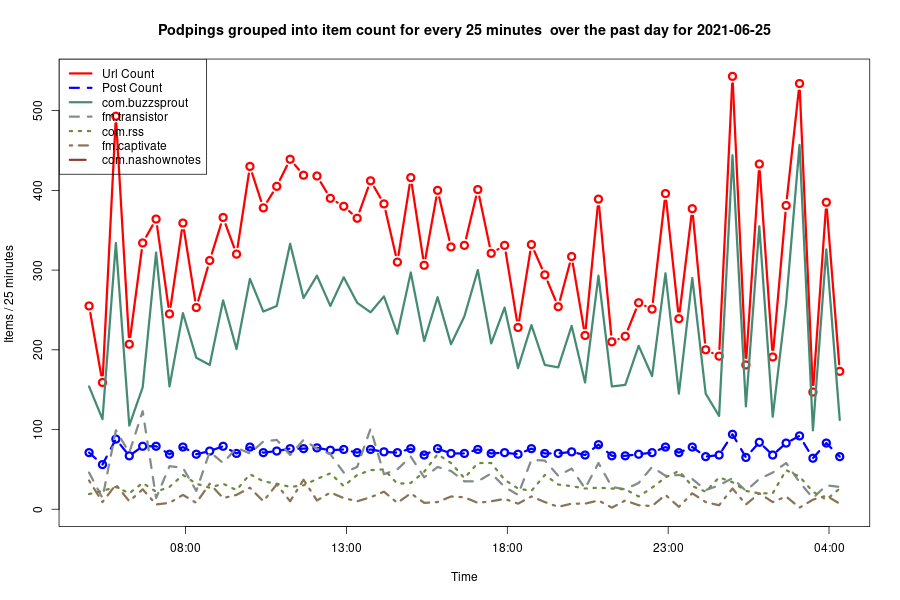 Podpings grouped into item count for every 25 minutes  over the past day for 2021-06-25
Url Count
Post Count
com.buzzsprout
fm.transistor
com.rss
fm.captivate
com.nashownotes
500
400
300
200
100
0
Items / 25 minutes
08:00
13:00
18:00
23:00
04:00
Time